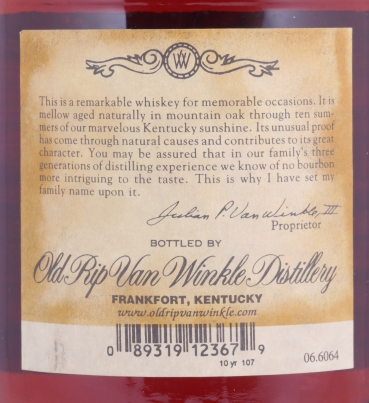 W
This is a remarkable whiskey for memorable occasions. It is
mellow aged naturally in mountain oak through ten sum-
mers of our marvelous Kentucky sunshine. Its unusual proof
has come through natural causes and contributes to its great
character. You may be assured that in our family's three
generations of distilling experience we know of no bourbon
more intriguing to the taste. This is why I have set my
family name upon it.
Julian P. Van Winkle, III
Proprietor
BOTTLED BY
Old Rip Van Winkle Distillery
FRANKFORT, KENTUCKY
www.oldripvanwinkle.com
0 89319 12367 9
10 yr 107
06.6064